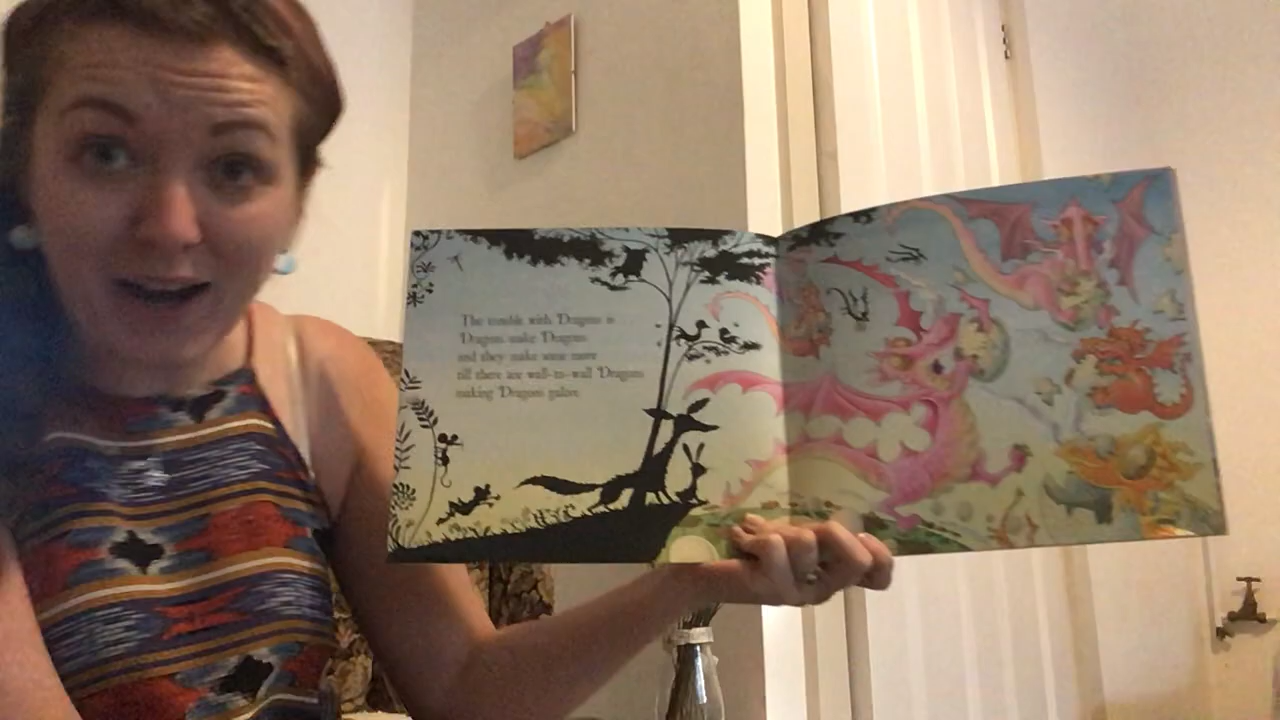 The trouble with Dragons is
Dragons make Dragons
and they make some more
till there are wall-to-wall Dragons
making Dragons galore.